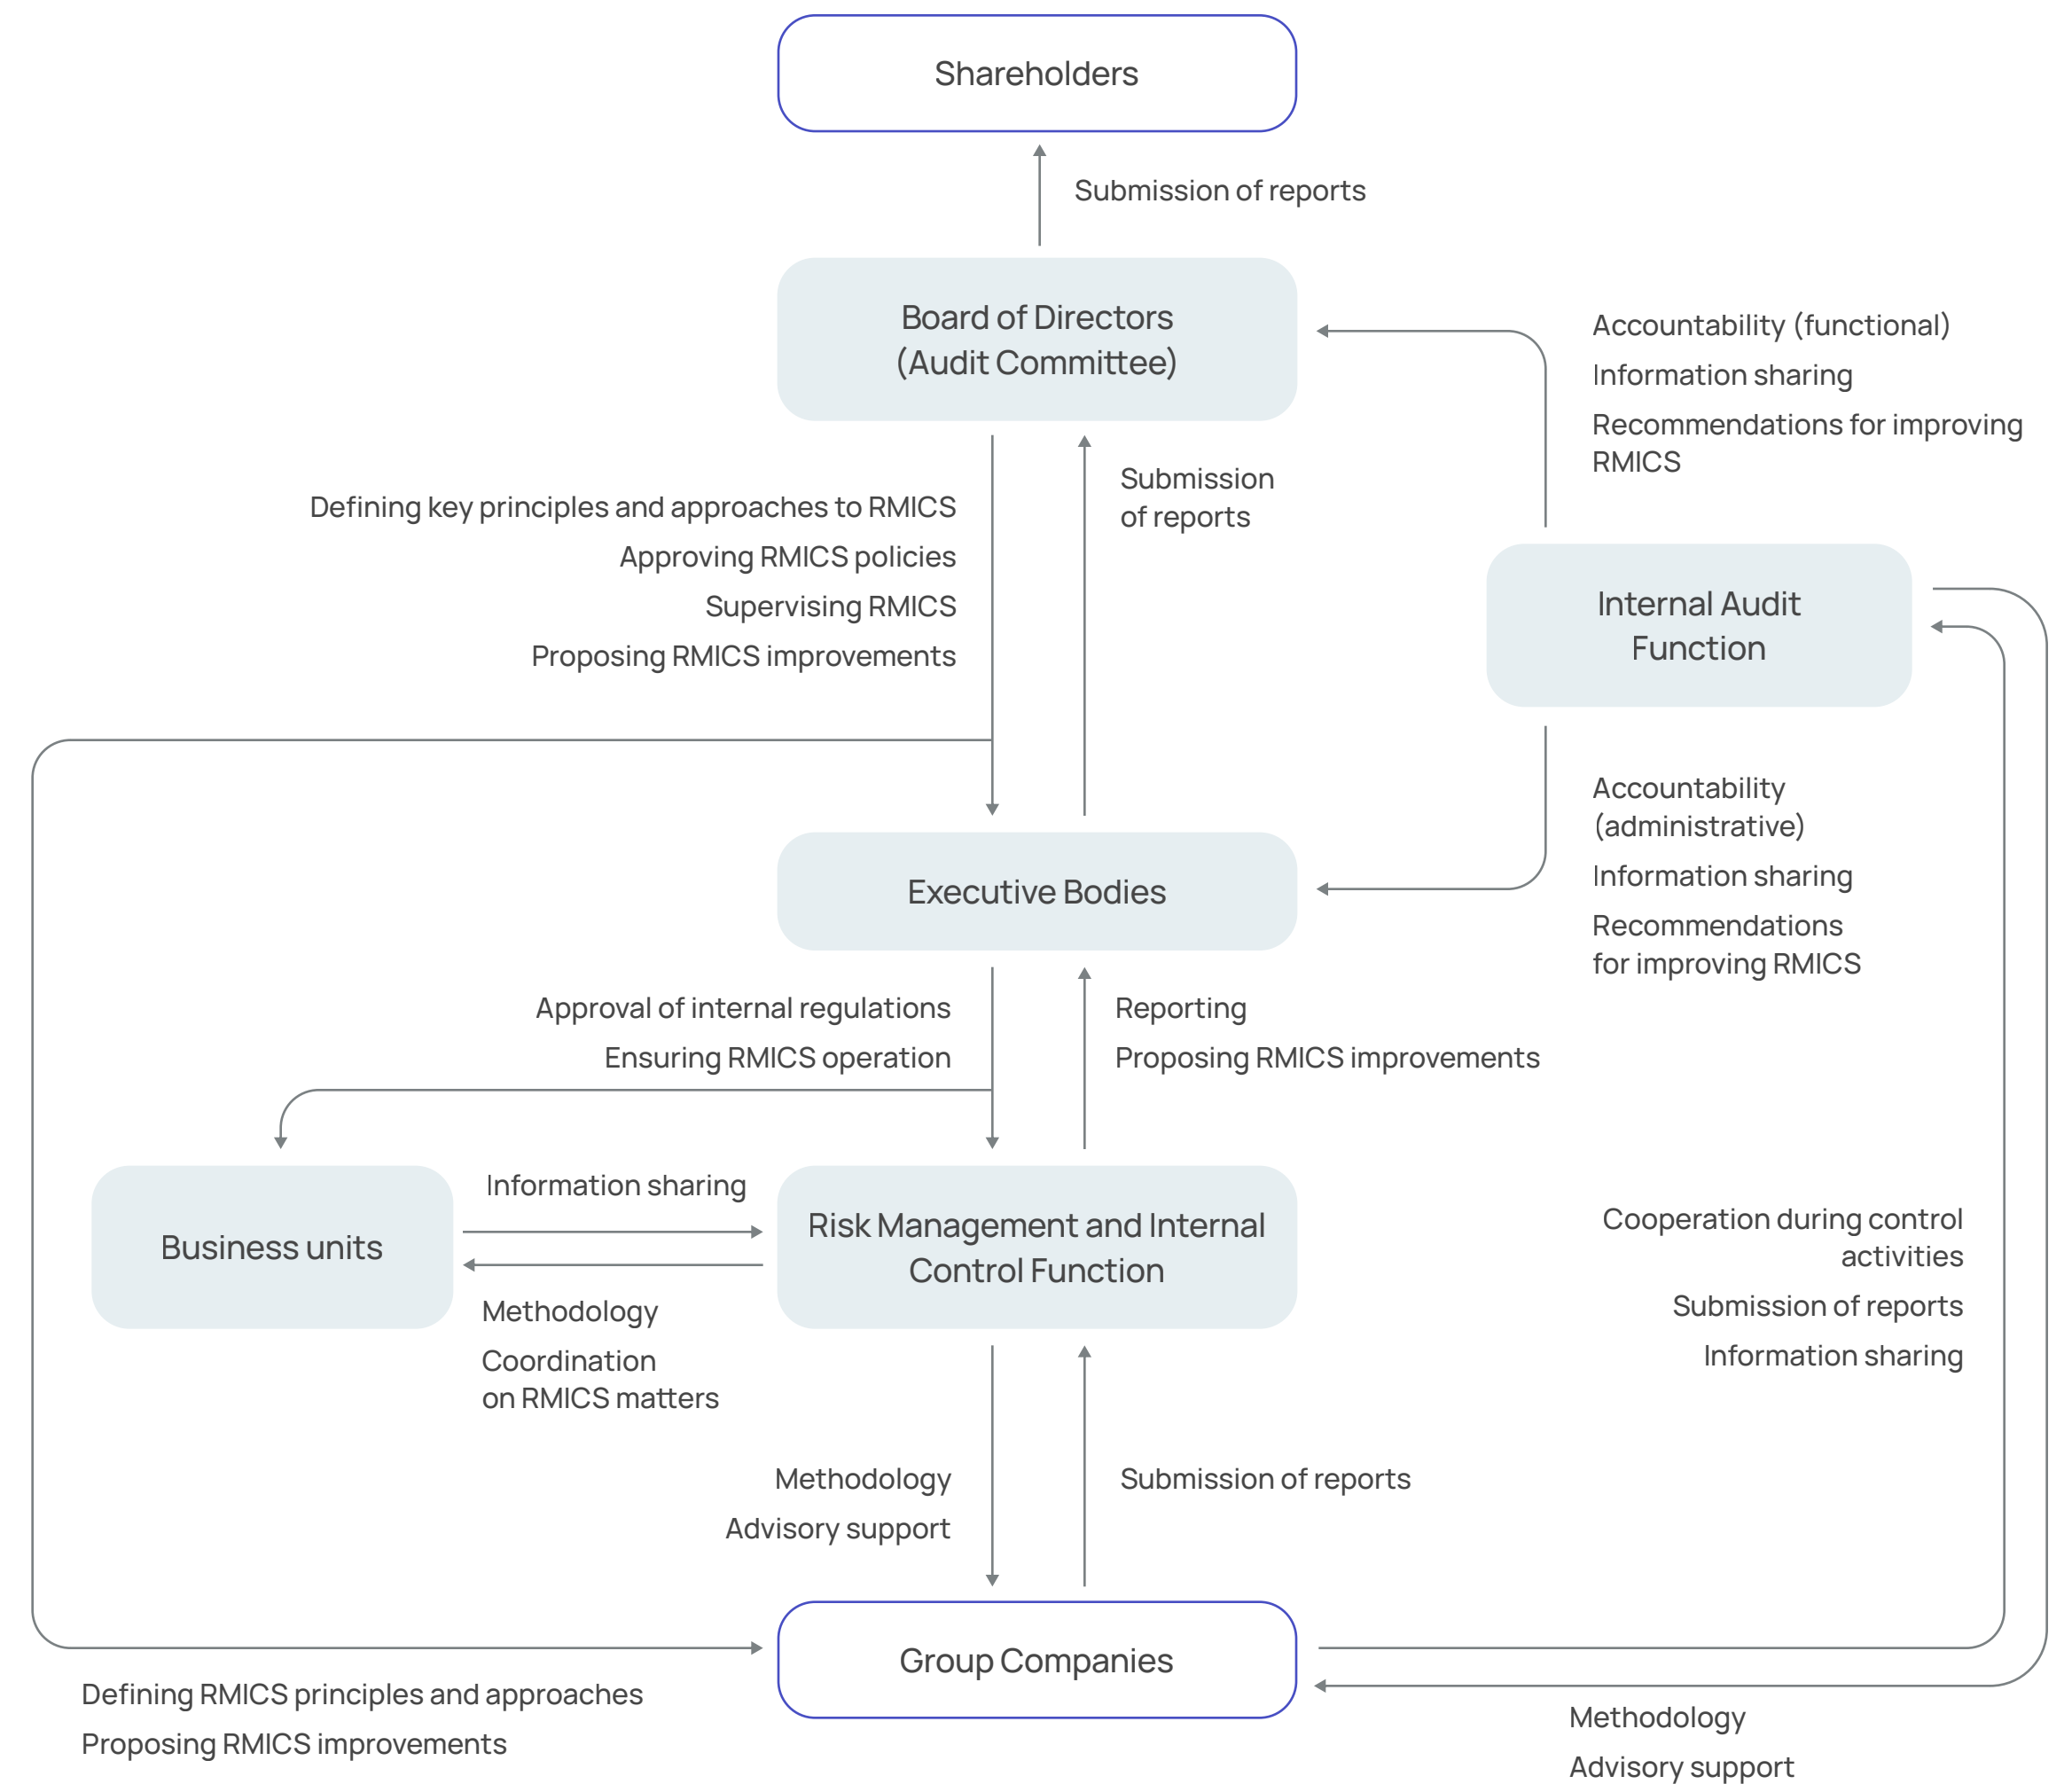 Shareholders
Submission of reports
Board of Directors
(Audit Committee)
Accountability (functional)
Information sharing
Recommendations for improving
RMICS
Defining key principles and approaches to RMICS
Approving RMICS policies
Supervising RMICS
Proposing RMICS improvements
Submission
of reports
Internal Audit
Function
Accountability
(administrative)
Information sharing
Recommendations
for improving RMICS
Executive Bodies
Approval of internal regulations
Ensuring RMICS operation
Reporting
Proposing RMICS improvements
Business units
Information sharing
Methodology
Coordination
on RMICS matters
Risk Management and Internal
Control Function
Cooperation during control
activities
Submission of reports
Information sharing
Methodology
Advisory support
Submission of reports
Group Companies
Defining RMICS principles and approaches
Proposing RMICS improvements
Methodology
Advisory support